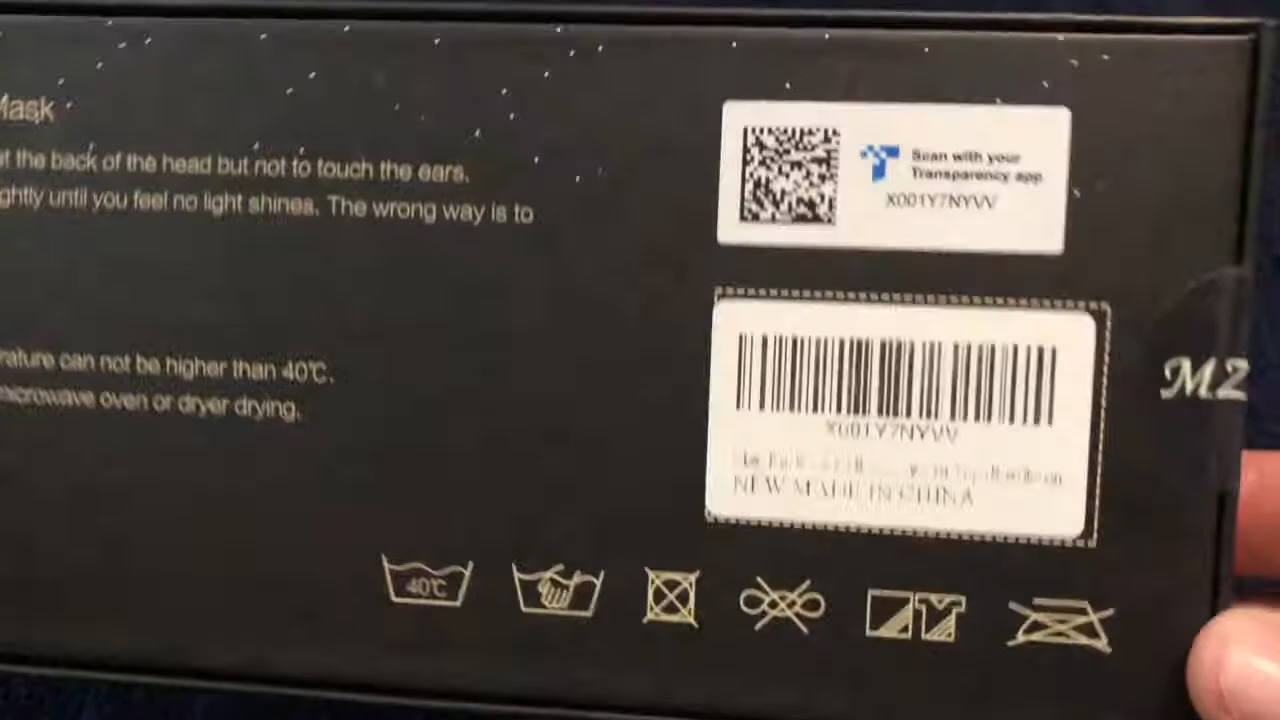 Mask
at the back of the head but not to touch the ears.
ghtly until you feel no light shines. The wrong way is to
rature can not be higher than 40℃.
microwave oven or dryer drying.
Scan with your
Transparency app
X001Y7NYVV
X001Y7NYVV
NEW MADE IN CHINA
MZ
40℃